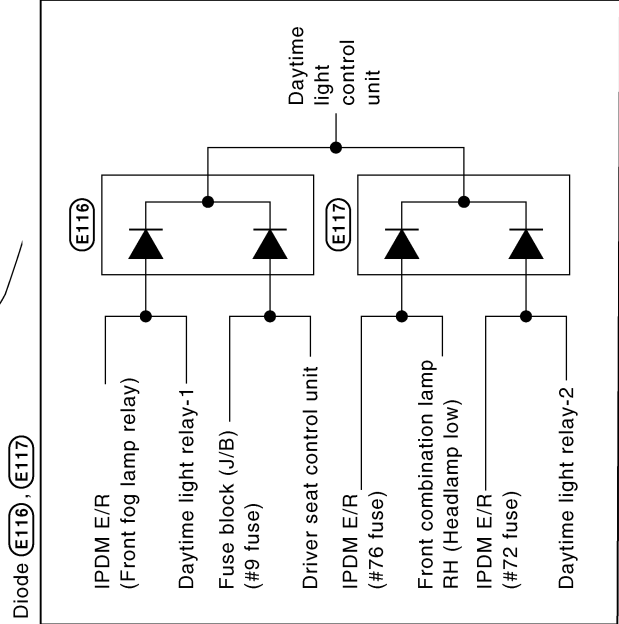 Diode E116 , E117
Daytime
light
control
unit
E116
E117
IPDM E/R
(Front fog lamp relay)
Daytime light relay-1
Fuse block (J/B)
(#9 fuse)
Driver seat control unit
IPDM E/R
(#76 fuse)
Front combination lamp
RH (Headlamp low)
IPDM E/R
(#72 fuse)
Daytime light relay-2